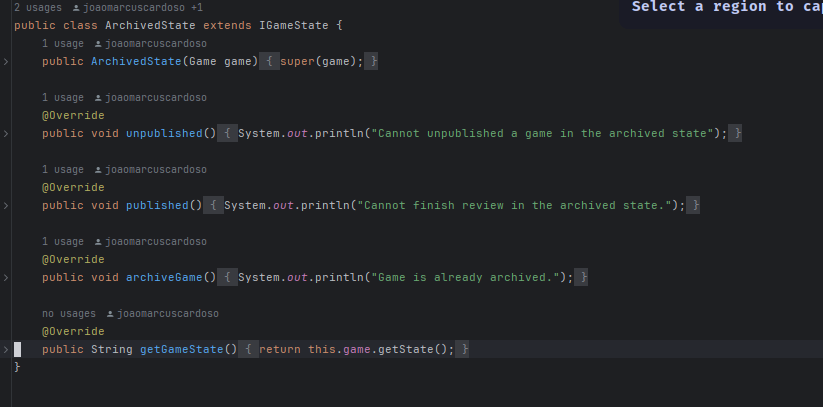 2 usages joaomarcuscardoso +1
Select a region to cap
public class ArchivedState extends IGameState {
1 usage joaomarcuscardoso
public ArchivedState(Game game) { super(game); }
1 usage joaomarcuscardoso
@Override
public void unpublished() { System.out.println("Cannot unpublished a game in the archived state"); }
1 usage joaomarcuscardoso
@Override
public void published() { System.out.println("Cannot finish review in the archived state."); }
1 usage joaomarcuscardoso
@Override
public void archiveGame() { System.out.println("Game is already archived."); }
no usages joaomarcuscardoso
@Override
public String getGameState() { return this.game.getState(); }
}